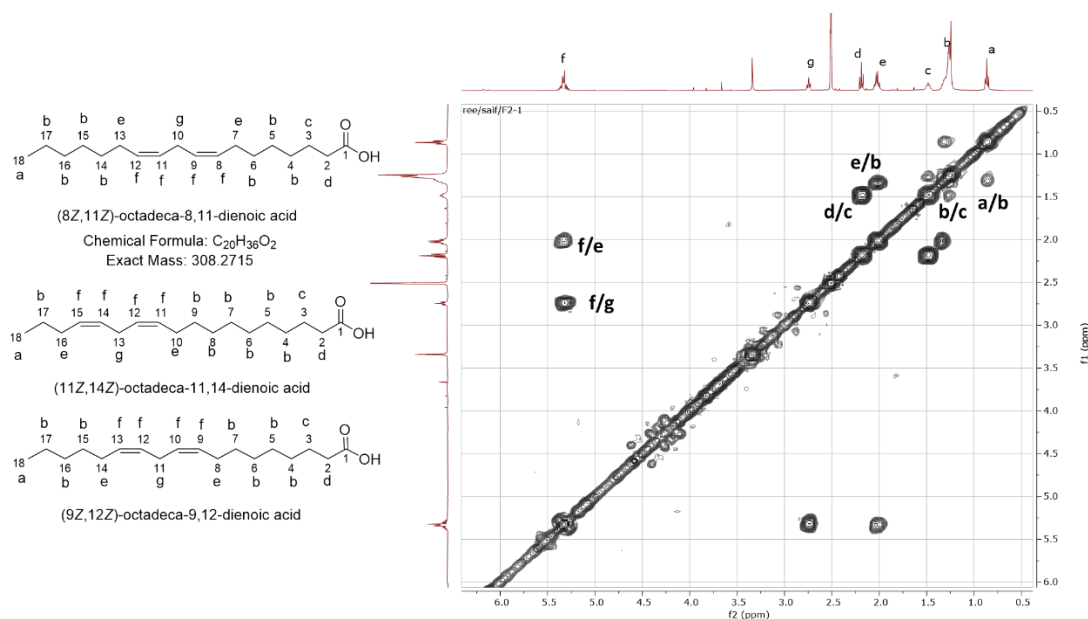 b b e g e b c O
17 15 13 10 7 5 3
18 16 14 12 11 9 8 6 4 2 1 OH
a b b f f f f b b d
(8Z,11Z)-octadeca-8,11-dienoic acid
Chemical Formula: C20H36O2
Exact Mass: 308.2715
b f f f f b b b c O
17 15 14 12 11 9 7 5 3
18 16 13 10 8 6 4 2 1 OH
a e g e b b b d
(11Z,14Z)-octadeca-11,14-dienoic acid
b b f f f f b b c O
17 15 13 12 10 9 7 5 3
18 16 14 11 8 6 4 2 1 OH
a b e g e b b d
(9Z,12Z)-octadeca-9,12-dienoic acid
f g d e c b a
ree/saif/F2-1
e/b
d/c b/c a/b
f/e
f/g
0.5
1.0
1.5
2.0
2.5
3.0
3.5
4.0
4.5
5.0
5.5
6.0
f1 (ppm)
6.0 5.5 5.0 4.5 4.0 3.5 3.0 2.5 2.0 1.5 1.0 0.5
f2 (ppm)